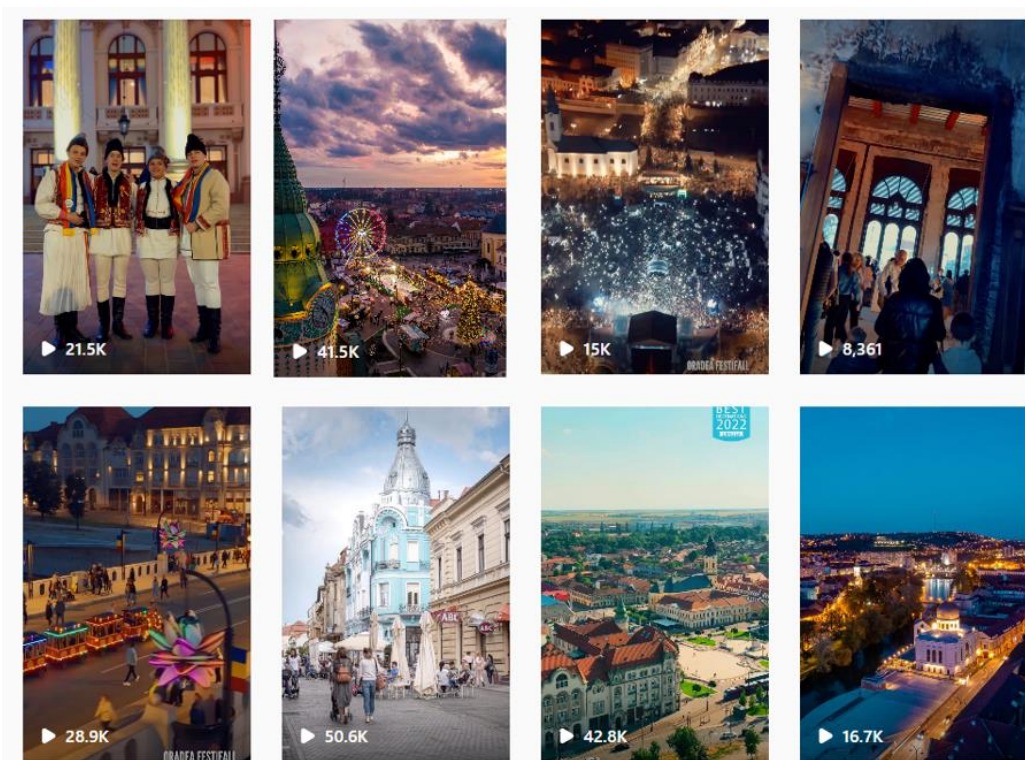 21.5K
41.5K
15K
ORADEA FESTIFALL
8,361
28.9K
ORADEA FESTIFALL
50.6K
ABC
BEST
2022
42.8K
16.7K